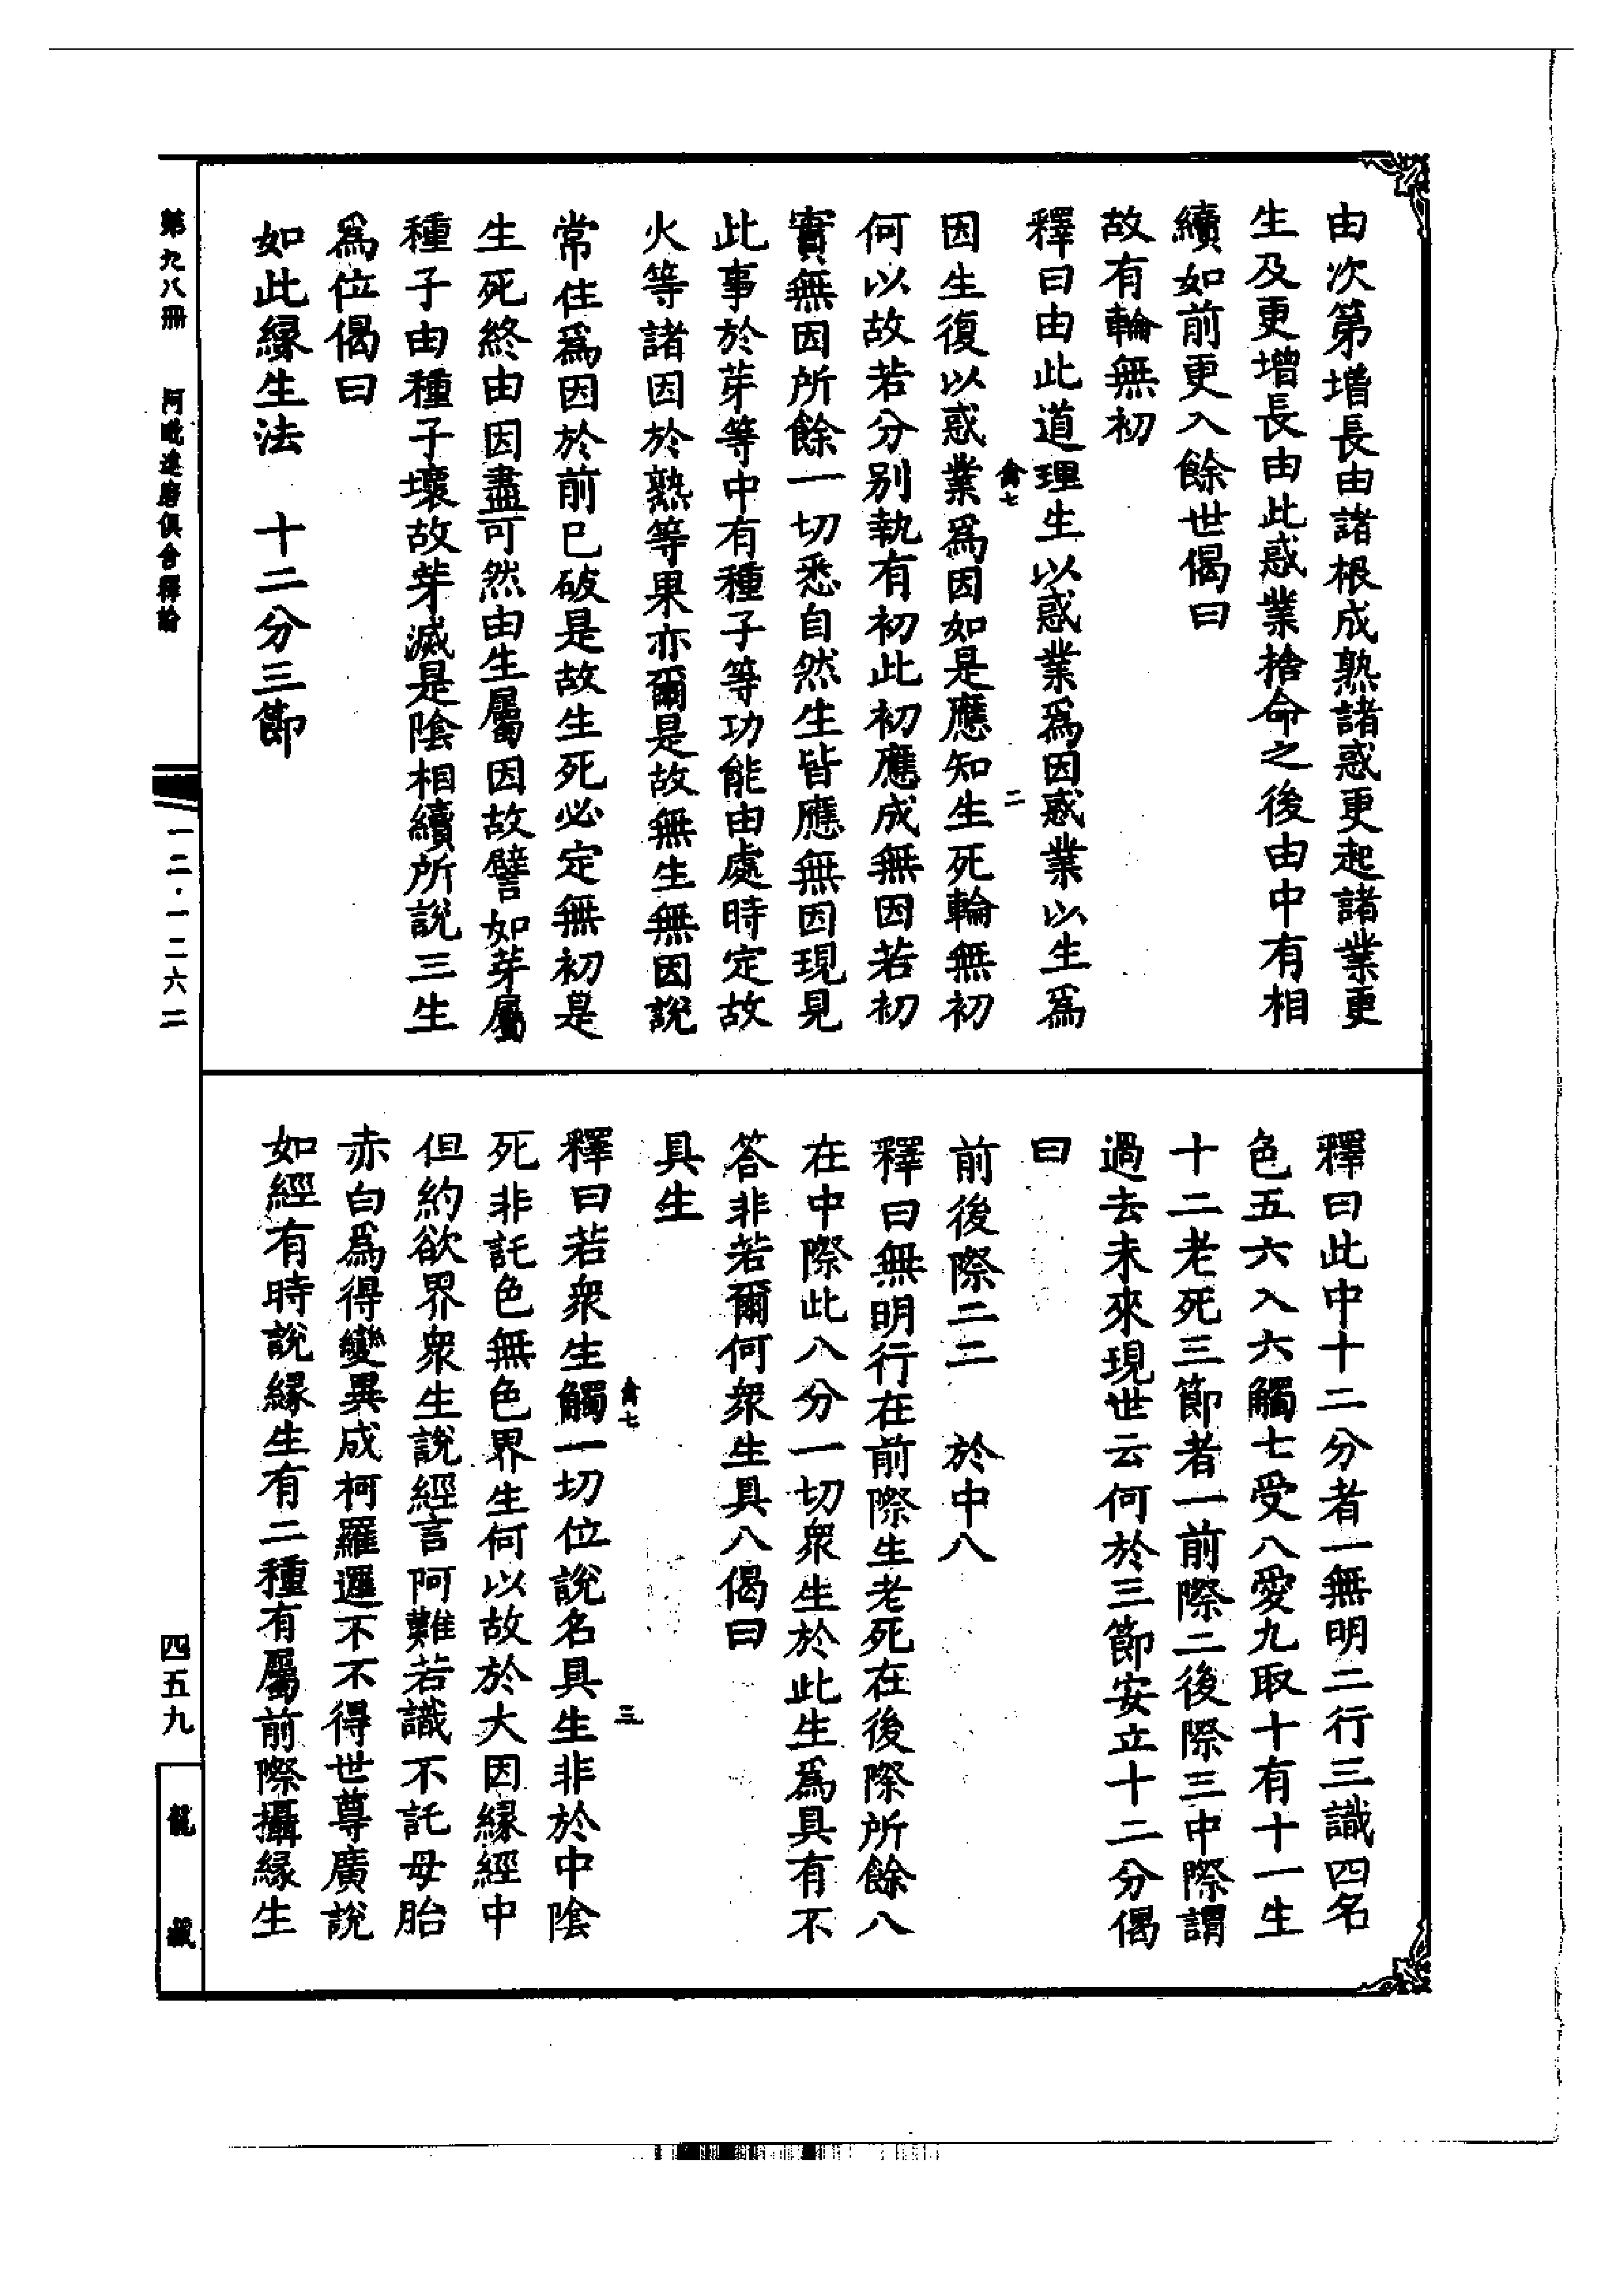 由次第增長由諸根成熟諸惑更起諸業更
生及更增長由此惑業捨命之後由中有相
續如前更入餘世偈曰
故有輪無初
釋曰由此道理生以惑業爲因惑業以生爲
禽七
二
因生復以惑業爲因如是應知生死輪無初
何以故若分別執有初此初應成無因若初
實無因所餘一切悉自然生皆應無因現見
此事於芽等中有種子等功能由處時定故
火等諸因於熟等果亦爾是故無生無因說
常住爲因於前已破是故生死必定無初是
生死終由因盡可然由生屬因故譬如芽屬
種子由種子壞故芽滅是陰相續所說三生
爲位偈曰
如此緣生法 十二分三節
釋曰此中十二分者一無明二行三識四名
色五六入六觸七受八愛九取十有十一生
十二老死三節者一前際二後際三中際謂
過去未來現世云何於三節安立十二分偈
曰
前後際二二 於中八
釋曰無明行在前際生老死在後際所餘八
在中際此八分一切衆生於此生爲具有不
答非若爾何衆生具八偈曰
具生
禽七
三
釋曰若衆生觸一切位說名具生非於中陰
死非託色無色界生何以故於大因緣經中
但約欲界衆生說經言阿難若識不託母胎
赤白爲得變異成柯羅邏不不得世尊廣說
如經有時說緣生有二種有屬前際攝緣生
第九八冊 阿毗達磨俱舍釋論
一二·一二六二
四五九
龍藏